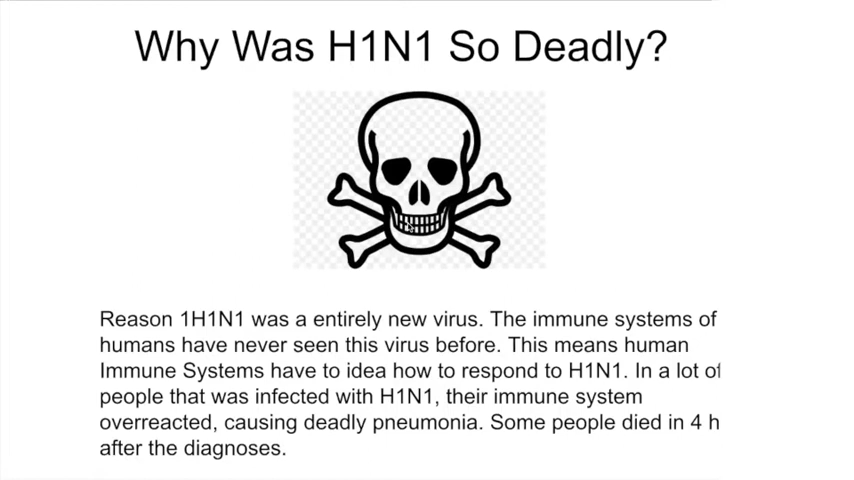 Why Was H1N1 So Deadly?
Reason 1H1N1 was a entirely new virus. The immune systems of
humans have never seen this virus before. This means human
Immune Systems have to idea how to respond to H1N1. In a lot of
people that was infected with H1N1, their immune system
overreacted, causing deadly pneumonia. Some people died in 4 h
after the diagnoses.